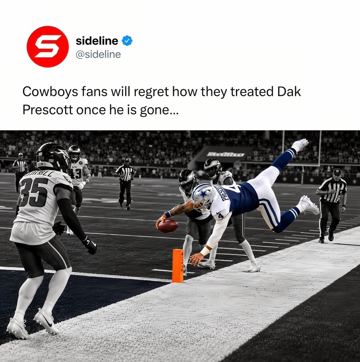 sideline
@sideline
Cowboys fans will regret how they treated Dak
Prescott once he is gone...
35
4